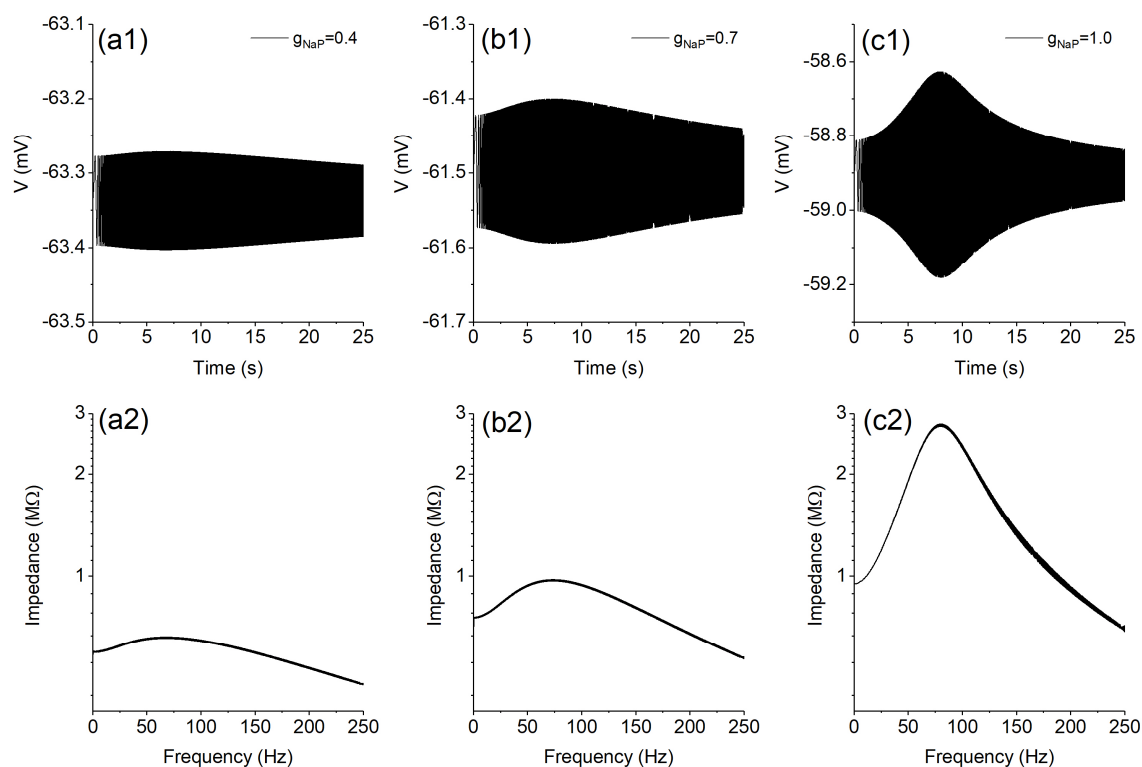 (a1)
g_NaP=0.4
-63.1
-63.2
-63.3
-63.4
-63.5
V (mV)
0 5 10 15 20 25
Time (s)
(b1)
g_NaP=0.7
-61.3
-61.4
-61.5
-61.6
-61.7
V (mV)
0 5 10 15 20 25
Time (s)
(c1)
g_NaP=1.0
-58.6
-58.8
-59.0
-59.2
V (mV)
0 5 10 15 20 25
Time (s)
(a2)
3
2
1
Impedance (MΩ)
0 50 100 150 200 250
Frequency (Hz)
(b2)
3
2
1
Impedance (MΩ)
0 50 100 150 200 250
Frequency (Hz)
(c2)
3
2
1
Impedance (MΩ)
0 50 100 150 200 250
Frequency (Hz)